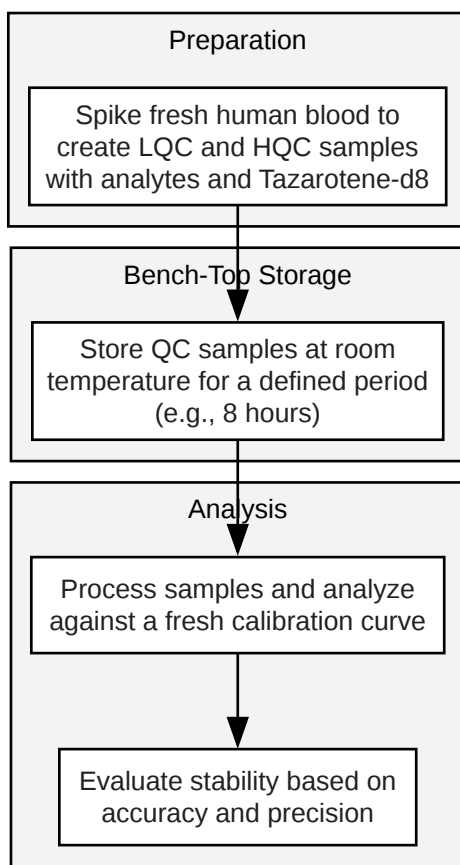 Preparation
Spike fresh human blood to
create LQC and HQC samples
with analytes and Tazarotene-d8
Bench-Top Storage
Store QC samples at room
temperature for a defined period
(e.g., 8 hours)
Analysis
Process samples and analyze
against a fresh calibration curve
Evaluate stability based on
accuracy and precision